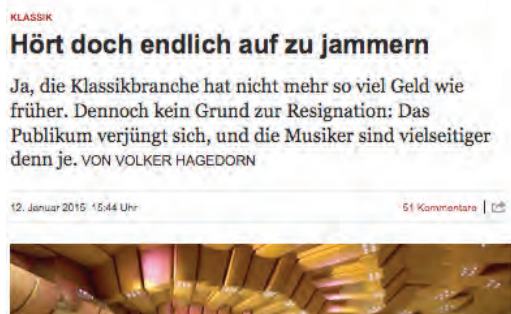 KLASSIK
Hört doch endlich auf zu jammern
Ja, die Klassikbranche hat nicht mehr so viel Geld wie
früher. Dennoch kein Grund zur Resignation: Das
Publikum verjüngt sich, und die Musiker sind vielseitiger
denn je. VON VOLKER HAGEDORN
12. Januar 2015 15:44 Uhr
51 Kommentare